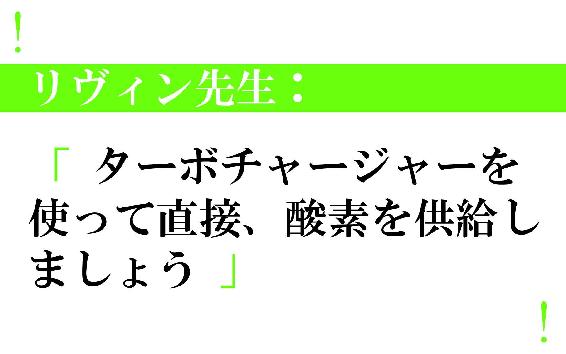 ！
リヴィン先生：
「 ターボチャージャーを
使って直接、酸素を供給し
ましょう 」
！